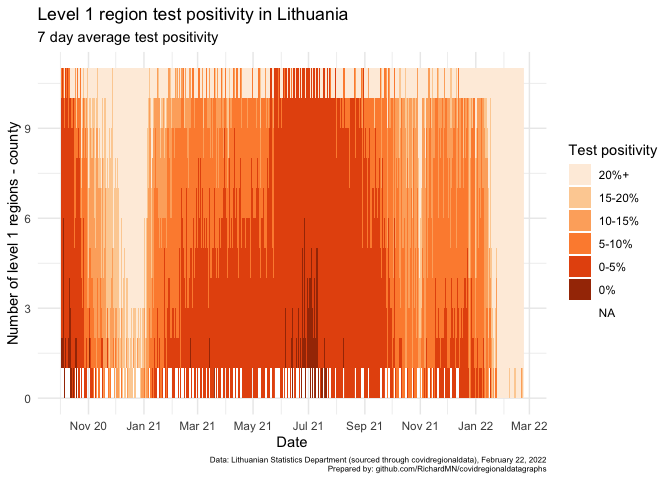 Level 1 region test positivity in Lithuania
7 day average test positivity
Number of level 1 regions - county
9
6
3
0
Nov 20 Jan 21 Mar 21 May 21 Jul 21 Sep 21 Nov 21 Jan 22 Mar 22
Date
Test positivity
20%+
15-20%
10-15%
5-10%
0-5%
0%
NA
Data: Lithuanian Statistics Department (sourced through covidregionaldata), February 22, 2022
Prepared by: github.com/RichardMN/covidregionaldatagraphs